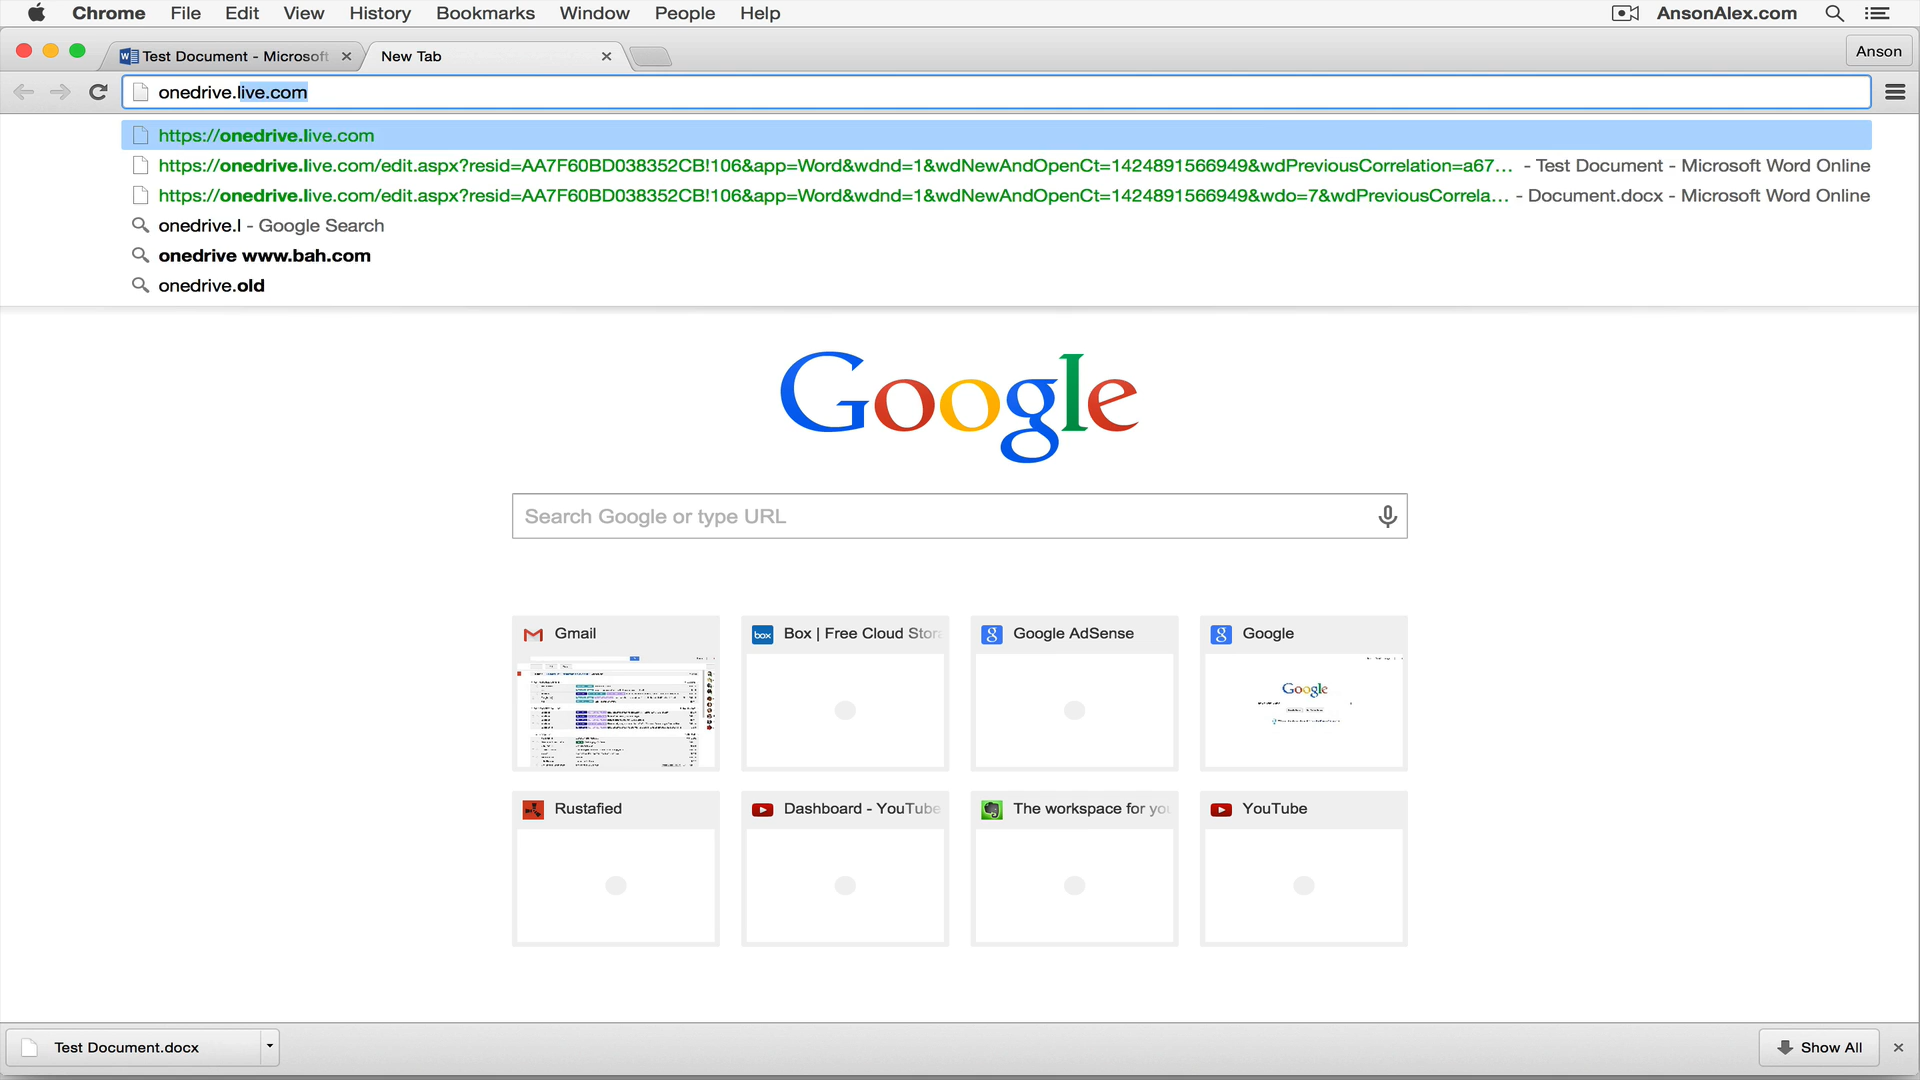 Chrome File Edit View History Bookmarks Window People Help AnsonAlex.com
Test Document - Microsoft New Tab Anson
onedrive.live.com
https://onedrive.live.com
https://onedrive.live.com/edit.aspx?resid=AA7F60BD038352CB!106&app=Word&wdnd=1&wdNewAndOpenCt=1424891566949&wdPreviousCorrelation=a67… - Test Document - Microsoft Word Online
https://onedrive.live.com/edit.aspx?resid=AA7F60BD038352CB!106&app=Word&wdnd=1&wdNewAndOpenCt=1424891566949&wdo=7&wdPreviousCorrela… - Document.docx - Microsoft Word Online
onedrive.l - Google Search
onedrive www.bah.com
onedrive.old
Google
Search Google or type URL
Gmail box Box | Free Cloud Stora Google AdSense Google
Google
Rustafied Dashboard - YouTube The workspace for you YouTube
Test Document.docx Show All